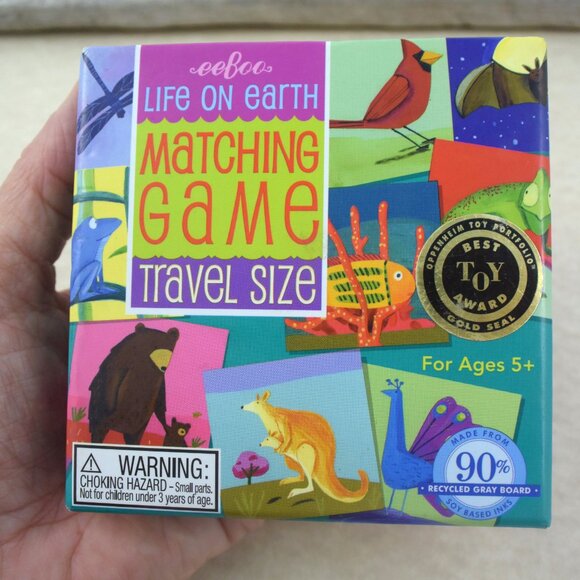 eeBoo
LIFE ON EARTH
MATCHING
GAME
TRAVEL SIZE
OPPENHEIM TOY PORTFOLIO™
BEST
TOY
AWARD
GOLD SEAL
For Ages 5+
WARNING:
CHOKING HAZARD - Small parts.
Not for children under 3 years of age.
MADE FROM
90%
RECYCLED GRAY BOARD
SOY BASED INKS